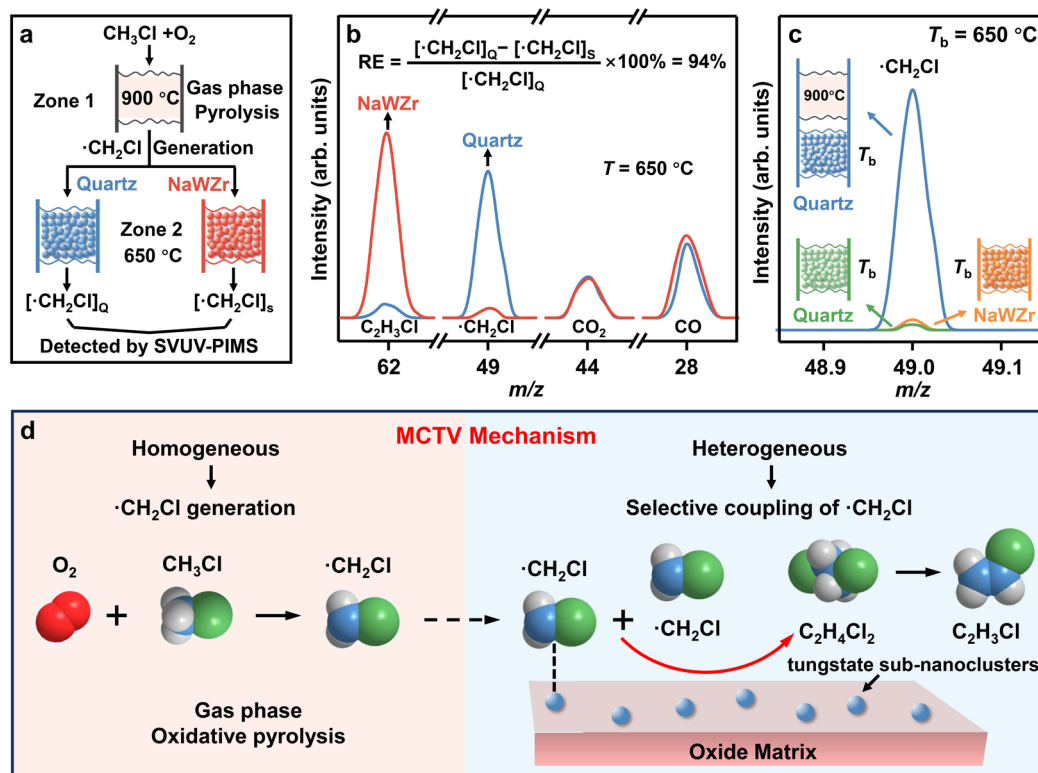 a
CH₃Cl +O₂
Zone 1
900 °C
Gas phase
Pyrolysis
·CH₂Cl Generation
Quartz
NaWZr
Zone 2
650 °C
[·CH₂Cl]Q
[·CH₂Cl]s
Detected by SVUV-PIMS
b
RE = [·CH₂Cl]Q− [·CH₂Cl]S / [·CH₂Cl]Q ×100% = 94%
NaWZr
Quartz
T = 650 °C
Intensity (arb. units)
C₂H₃Cl
·CH₂Cl
CO₂
CO
62
49
44
28
m/z
c
Tb = 650 °C
·CH₂Cl
900°C
Tb
Quartz
Tb
Tb
Quartz
NaWZr
Intensity (arb. units)
48.9
49.0
49.1
m/z
d
MCTV Mechanism
Homogeneous
·CH₂Cl generation
O₂
CH₃Cl
·CH₂Cl
+
Gas phase
Oxidative pyrolysis
Heterogeneous
Selective coupling of ·CH₂Cl
·CH₂Cl
+
·CH₂Cl
C₂H₄Cl₂
C₂H₃Cl
tungstate sub-nanoclusters
Oxide Matrix